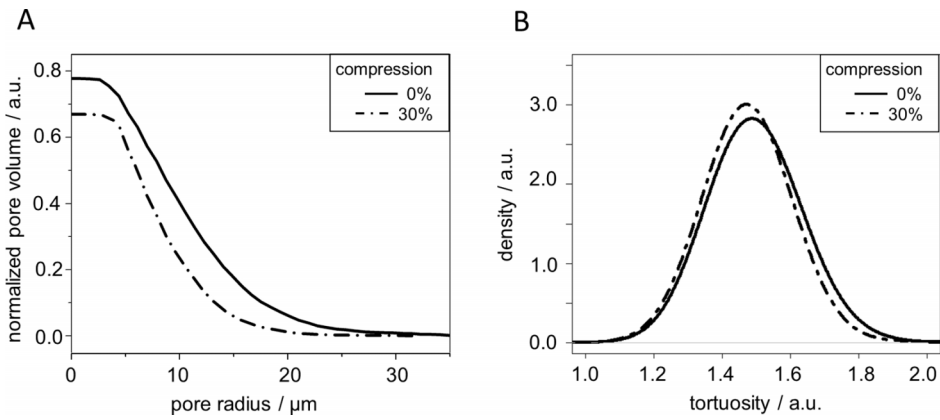 A
normalized pore volume / a.u.
0.8
0.6
0.4
0.2
0.0
0
10
20
30
pore radius / µm
compression
0%
30%
B
density / a.u.
3.0
2.0
1.0
0.0
1.0
1.2
1.4
1.6
1.8
2.0
tortuosity / a.u.
compression
0%
30%